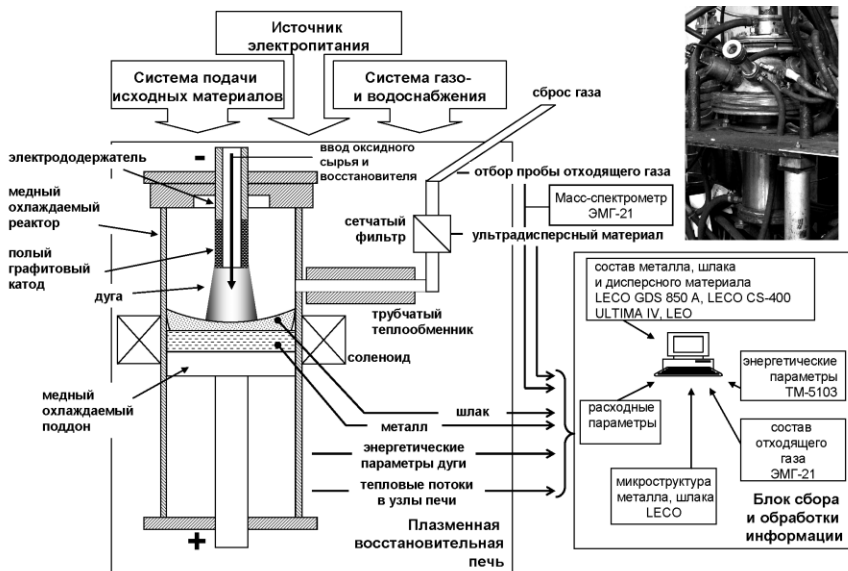 Источник
электропитания
Система подачи
исходных материалов
Система газо-
и водоснабжения
сброс газа
электрододержатель
-
ввод оксидного
сырья и
восстановителя
отбор пробы отходящего газа
медный
охлаждаемый
реактор
Масс-спектрометр
ЭМГ-21
сетчатый
фильтр
ультрадисперсный материал
полый
графитовый
катод
дуга
трубчатый
теплообменник
соленоид
медный
охлаждаемый
поддон
шлак
металл
энергетические
параметры дуги
тепловые потоки
в узлы печи
+
Плазменная
восстановительная
печь
состав металла, шлака
и дисперсного материала
LECO GDS 850 A, LECO CS-400
ULTIMA IV, LEO
энергетические
параметры
ТМ-5103
расходные
параметры
состав
отходящего
газа
ЭМГ-21
микроструктура
металла, шлака
LECO
Блок сбора
и обработки
информации